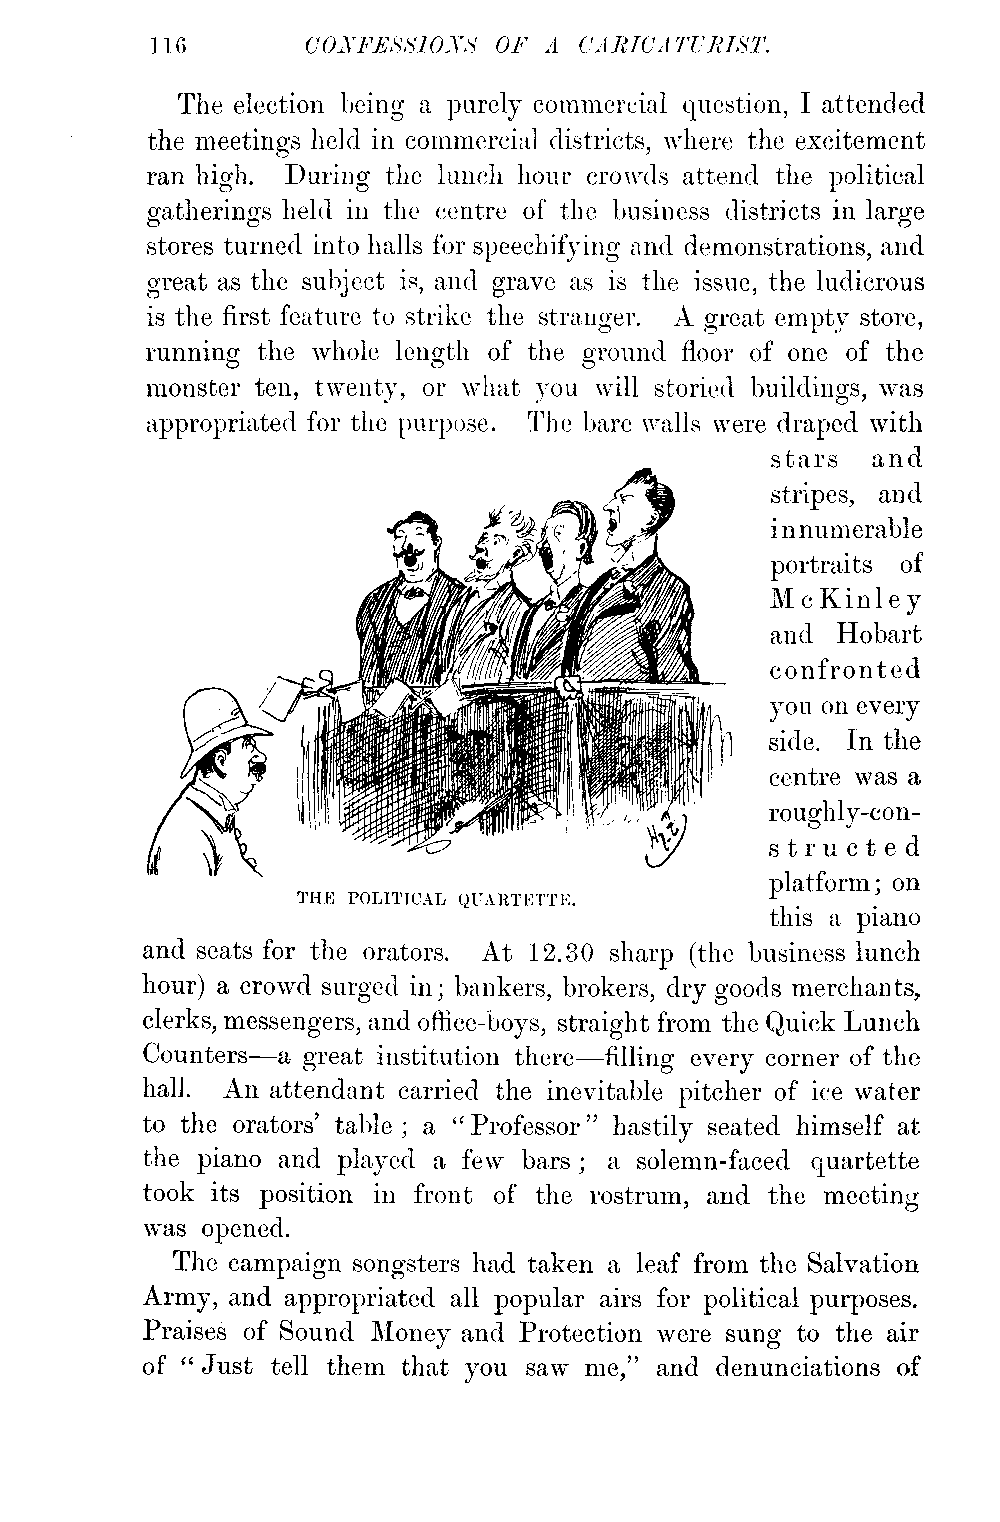 116 CONFESSIONS OF A CARICATURIST.
The election being a purely commercial question, I attended
the meetings held in commercial districts, where the excitement
ran high. During the lunch hour crowds attend the political
gatherings held in the centre of the business districts in large
stores turned into halls for speechifying and demonstrations, and
great as the subject is, and grave as is the issue, the ludicrous
is the first feature to strike the stranger. A great empty store,
running the whole length of the ground floor of one of the
monster ten, twenty, or what you will storied buildings, was
appropriated for the purpose. The bare walls were draped with
stars and
stripes, and
innumerable
portraits of
McKinley
and Hobart
confronted
you on every
side. In the
centre was a
roughly-con-
structed
platform; on
this a piano
THE POLITICAL QUARTETTE.
and seats for the orators. At 12.30 sharp (the business lunch
hour) a crowd surged in; bankers, brokers, dry goods merchants,
clerks, messengers, and office-boys, straight from the Quick Lunch
Counters—a great institution there—filling every corner of the
hall. An attendant carried the inevitable pitcher of ice water
to the orators' table; a "Professor" hastily seated himself at
the piano and played a few bars; a solemn-faced quartette
took its position in front of the rostrum, and the meeting
was opened.
The campaign songsters had taken a leaf from the Salvation
Army, and appropriated all popular airs for political purposes.
Praises of Sound Money and Protection were sung to the air
of "Just tell them that you saw me," and denunciations of